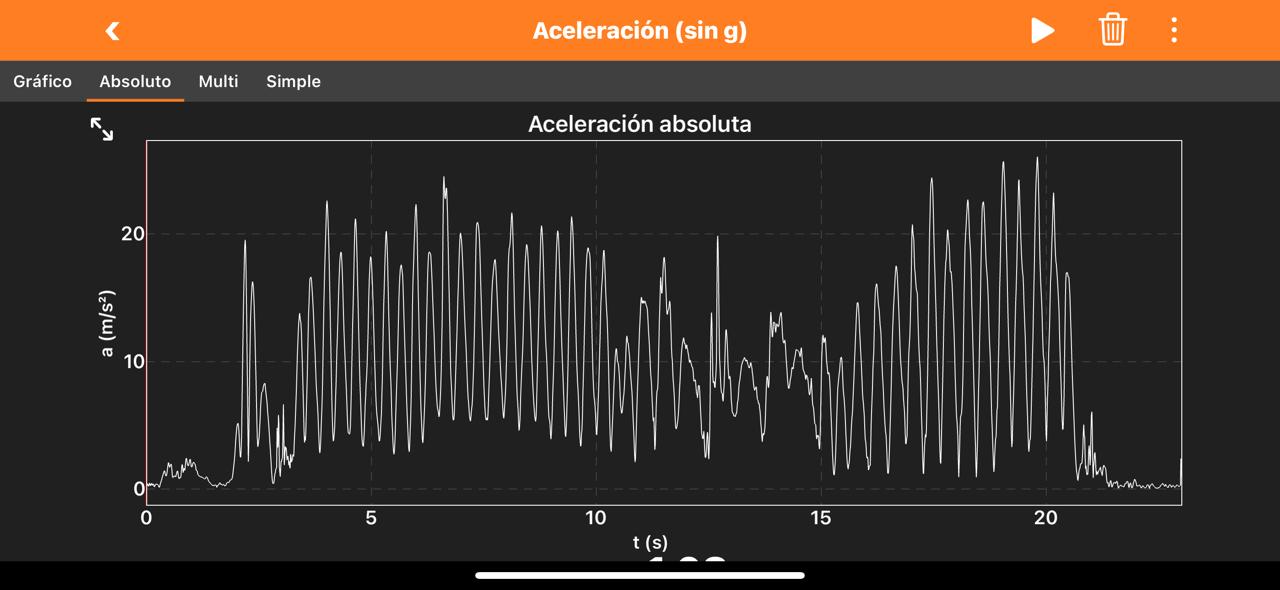 Aceleración (sin g)
Gráfico Absoluto Multi Simple
Aceleración absoluta
a (m/s²)
20
10
0
0 5 10 15 20
t (s)